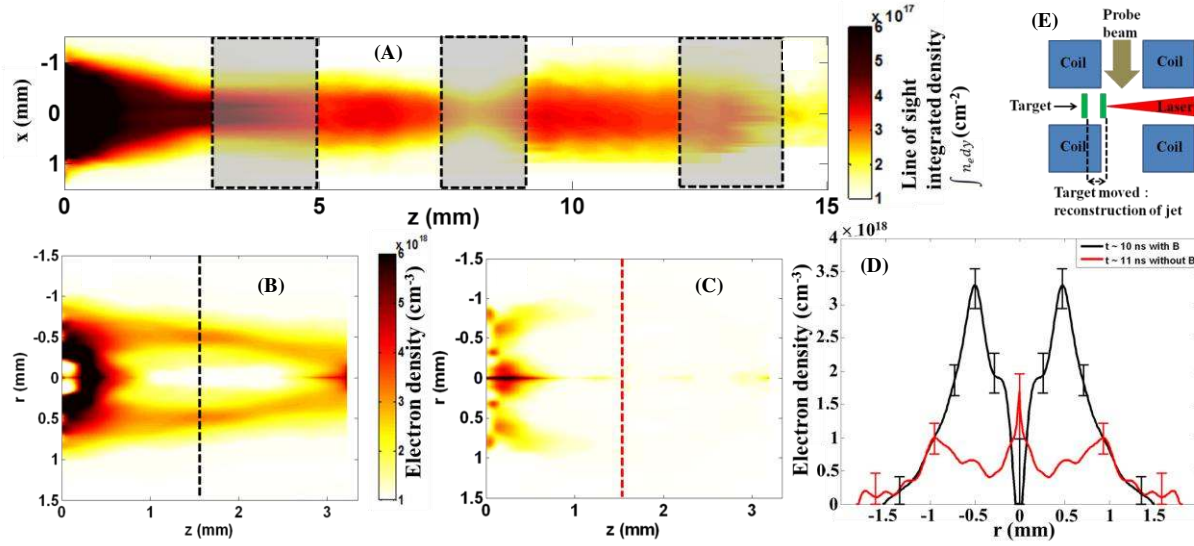 (A)
-1
0
1
x (mm)
0
5
10
15
z (mm)
× 10^17
6
5
4
3
2
1
Line of sight
integrated density
∫ n_e dy (cm^-2)
(E)
Probe
beam
Coil
Coil
Target
Laser
Coil
Coil
Target moved :
reconstruction of jet
(B)
-1.5
-1
-0.5
0
0.5
1
1.5
r (mm)
0
1
2
3
z (mm)
× 10^18
6
5
4
3
2
1
Electron density (cm^-3)
(C)
-1.5
-1
-0.5
0
0.5
1
1.5
r (mm)
0
1
2
3
z (mm)
(D)
× 10^18
4
3.5
3
2.5
2
1.5
1
0.5
0
Electron density (cm^-3)
-1.5
-1
-0.5
0
0.5
1
1.5
r (mm)
t ~ 10 ns with B
t ~ 11 ns without B